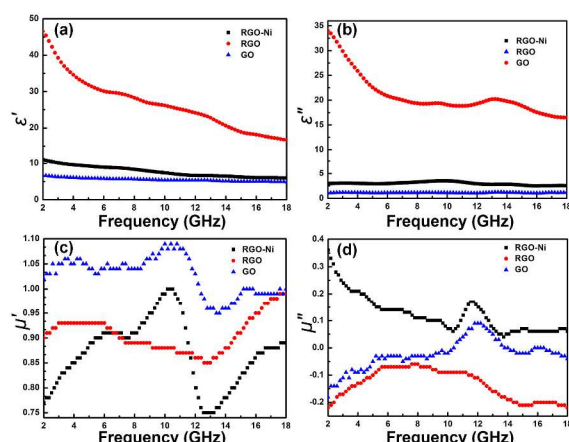 (a)
RGO-Ni
RGO
GO
ε′
50
40
30
20
10
0
2 4 6 8 10 12 14 16 18
Frequency (GHz)
(b)
RGO-Ni
RGO
GO
ε″
35
30
25
20
15
10
5
0
2 4 6 8 10 12 14 16 18
Frequency (GHz)
(c)
RGO-Ni
RGO
GO
μ′
1.10
1.05
1.00
0.95
0.90
0.85
0.80
0.75
2 4 6 8 10 12 14 16 18
Frequency (GHz)
(d)
RGO-Ni
RGO
GO
μ″
0.4
0.3
0.2
0.1
0.0
-0.1
-0.2
2 4 6 8 10 12 14 16 18
Frequency (GHz)